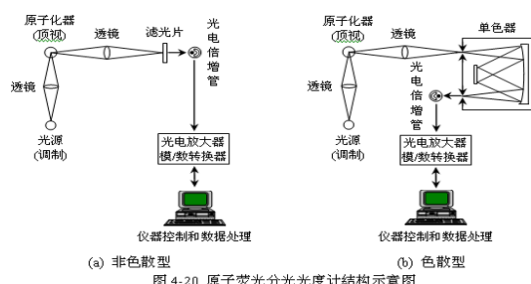 原子化器
(顶视)
透镜
滤光片
光电倍增管
透镜
光源
(调制)
光电放大器
模/数转换器
仪器控制和数据处理
(a) 非色散型
原子化器
(顶视)
透镜
单色器
光电倍增管
透镜
光源
(调制)
光电放大器
模/数转换器
仪器控制和数据处理
(b) 色散型
图 4-20 原子荧光分光光度计结构示意图